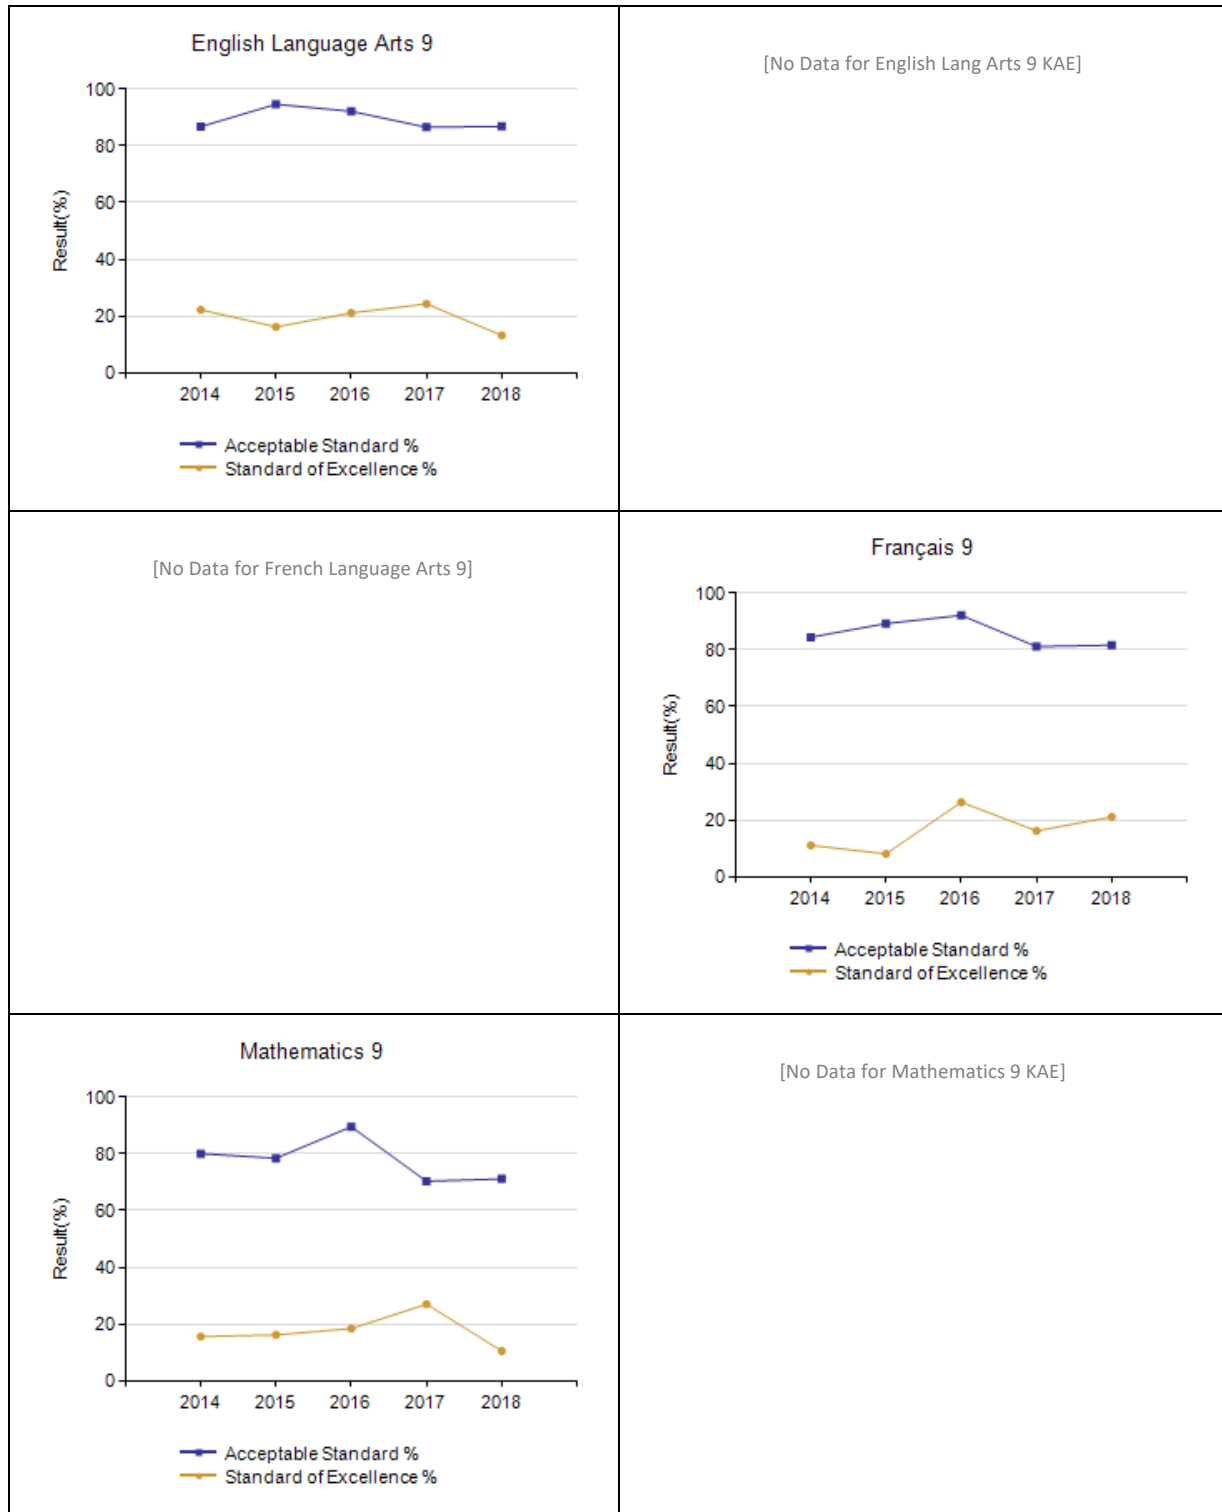 English Language Arts 9
100
80
60
40
20
0
Result(%)
2014 2015 2016 2017 2018
Acceptable Standard %
Standard of Excellence %
[No Data for English Lang Arts 9 KAE]
[No Data for French Language Arts 9]
Français 9
100
80
60
40
20
0
Result(%)
2014 2015 2016 2017 2018
Acceptable Standard %
Standard of Excellence %
Mathematics 9
100
80
60
40
20
0
Result(%)
2014 2015 2016 2017 2018
Acceptable Standard %
Standard of Excellence %
[No Data for Mathematics 9 KAE]